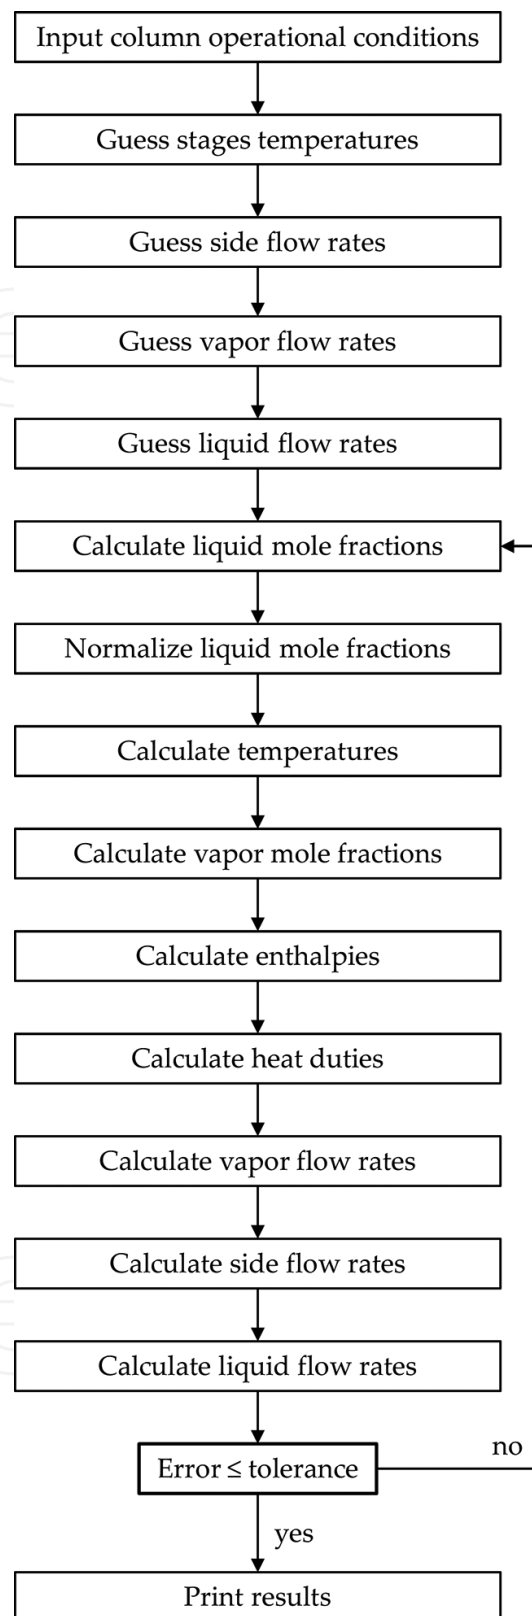 Input column operational conditions
Guess stages temperatures
Guess side flow rates
Guess vapor flow rates
Guess liquid flow rates
Calculate liquid mole fractions
Normalize liquid mole fractions
Calculate temperatures
Calculate vapor mole fractions
Calculate enthalpies
Calculate heat duties
Calculate vapor flow rates
Calculate side flow rates
Calculate liquid flow rates
no
Error ≤ tolerance
yes
Print results